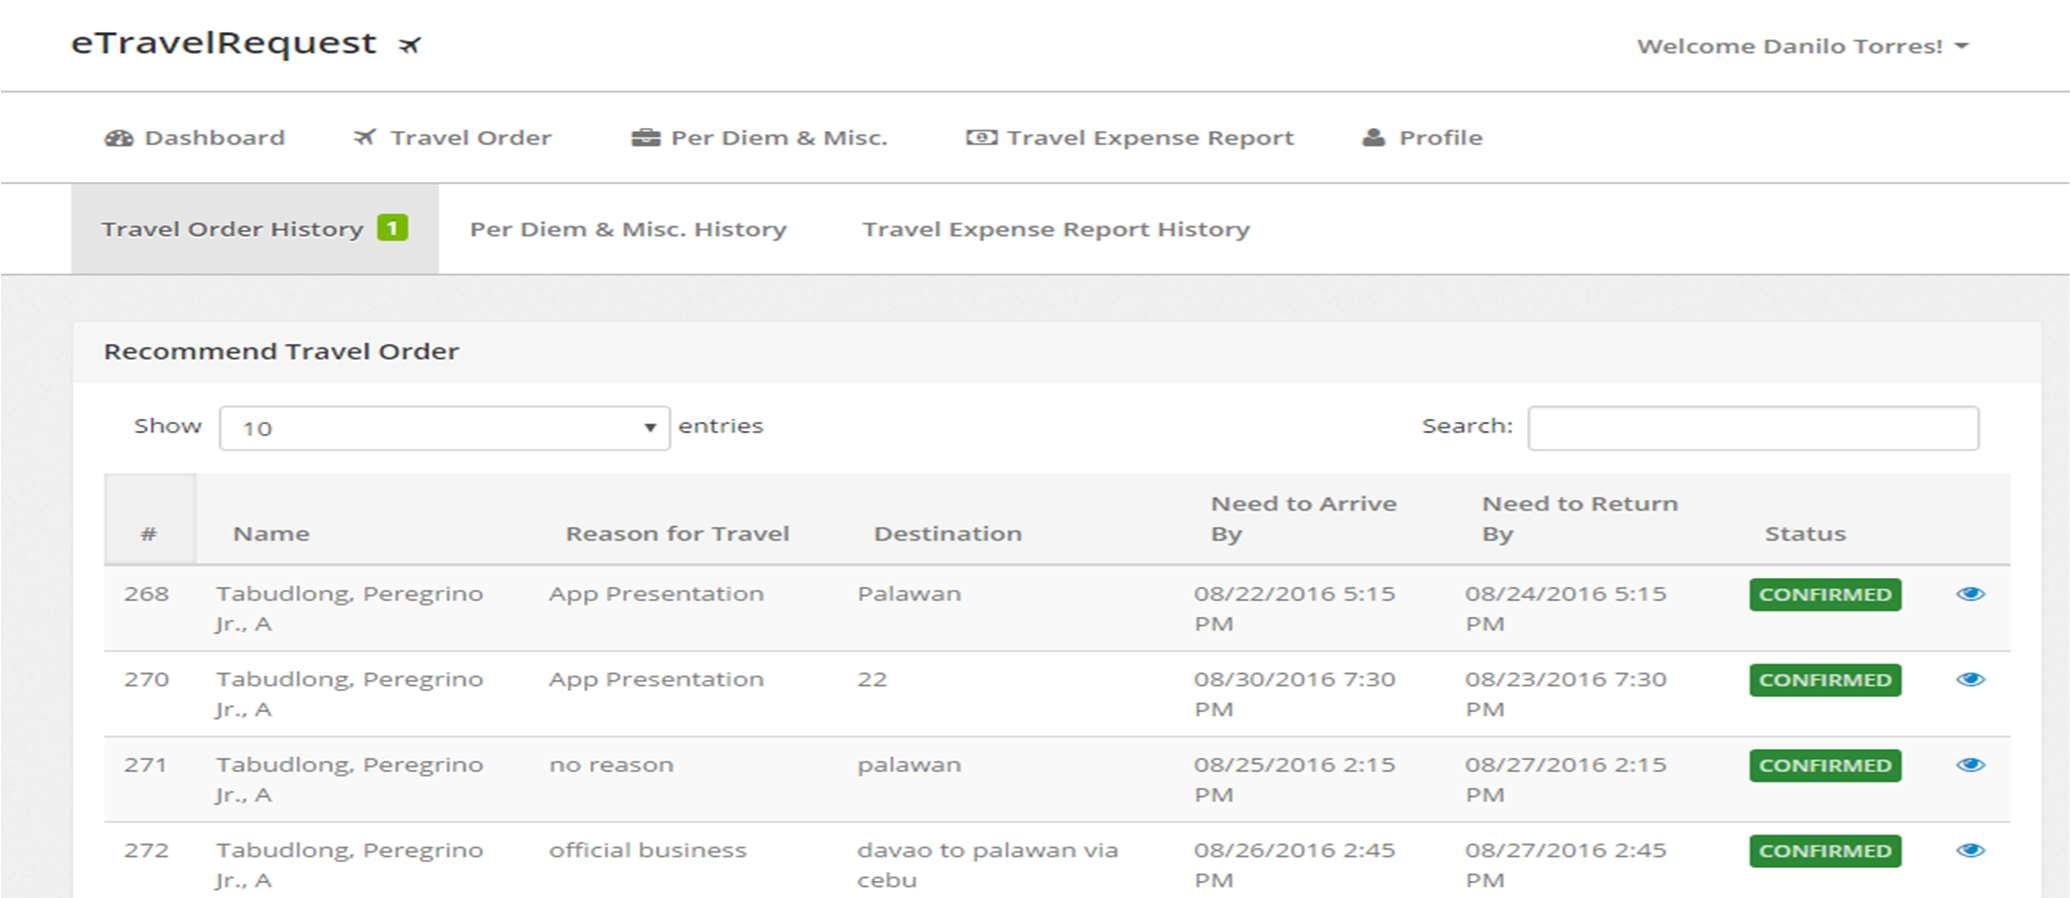 eTravelRequest
Welcome Danilo Torres!
Dashboard Travel Order Per Diem & Misc. Travel Expense Report Profile
Travel Order History 1 Per Diem & Misc. History Travel Expense Report History
Recommend Travel Order
Show 10 entries Search:
# Name Reason for Travel Destination Need to Arrive By Need to Return By Status
268 Tabudlong, Peregrino Jr., A App Presentation Palawan 08/22/2016 5:15 PM 08/24/2016 5:15 PM CONFIRMED
270 Tabudlong, Peregrino Jr., A App Presentation 22 08/30/2016 7:30 PM 08/23/2016 7:30 PM CONFIRMED
271 Tabudlong, Peregrino Jr., A no reason palawan 08/25/2016 2:15 PM 08/27/2016 2:15 PM CONFIRMED
272 Tabudlong, Peregrino Jr., A official business davao to palawan via cebu 08/26/2016 2:45 PM 08/27/2016 2:45 PM CONFIRMED